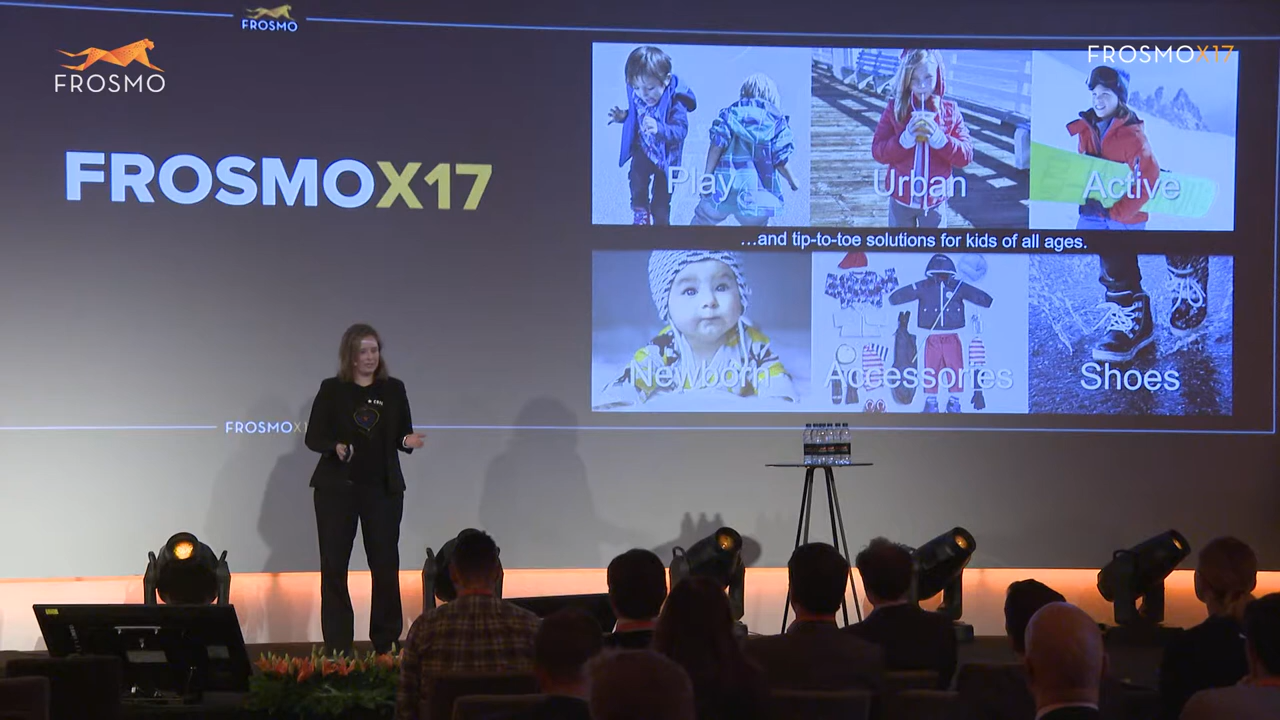 FROSMO
FROSMO
FROSMOX17
FROSMOX17
Play
Urban
Active
...and tip-to-toe solutions for kids of all ages.
Newborn
Accessories
Shoes
FROSMOX1